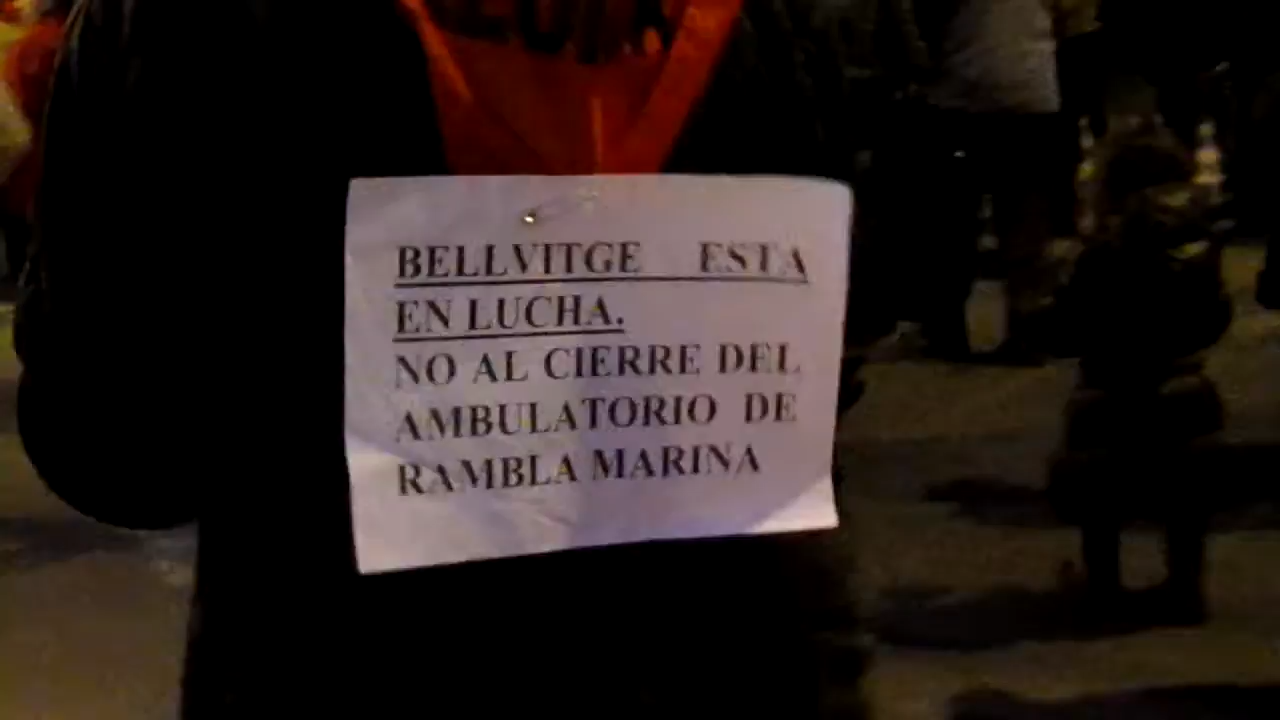 BELLVITGE ESTA
EN LUCHA.
NO AL CIERRE DEL
AMBULATORIO DE
RAMBLA MARINA